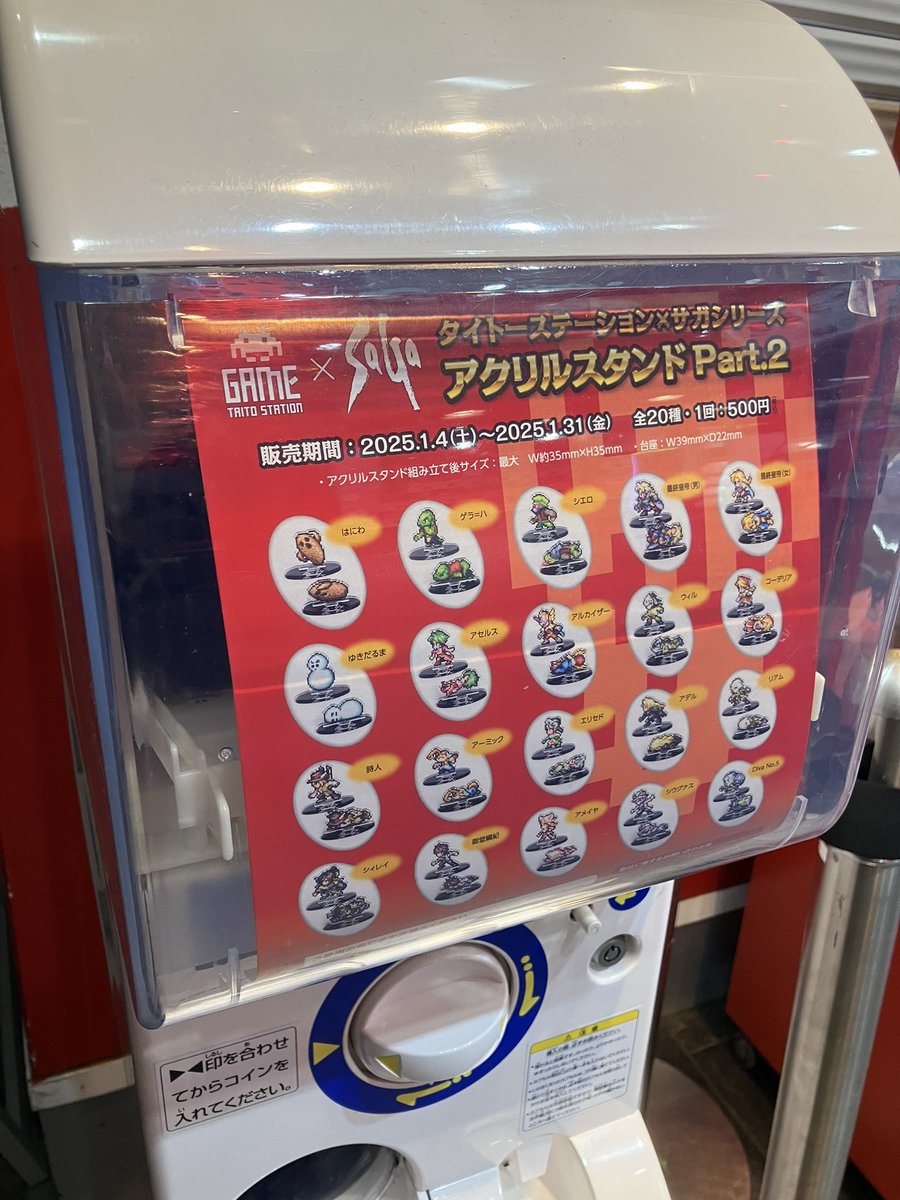 GAME
TAITO STATION
×
SaGa
タイトーステーション×サガシリーズ
アクリルスタンド Part.2
販売期間：2025.1.4(土)～2025.1.31(金) 全20種・1回：500円
・アクリルスタンド組み立て後サイズ：最大 W約35mm×H35mm ・台座：W39mm×D22mm
はにわ
ゲラ=ハ
シエロ
最終皇帝(男)
最終皇帝(女)
ゆきだるま
アセルス
アルカイザー
ウィル
コーデリア
詩人
アーミック
エリセド
アデル
リアム
シィレイ
御堂綱紀
アメイヤ
シウグナス
Diva No.5
印を合わせ
てからコインを
入れてください。
注意